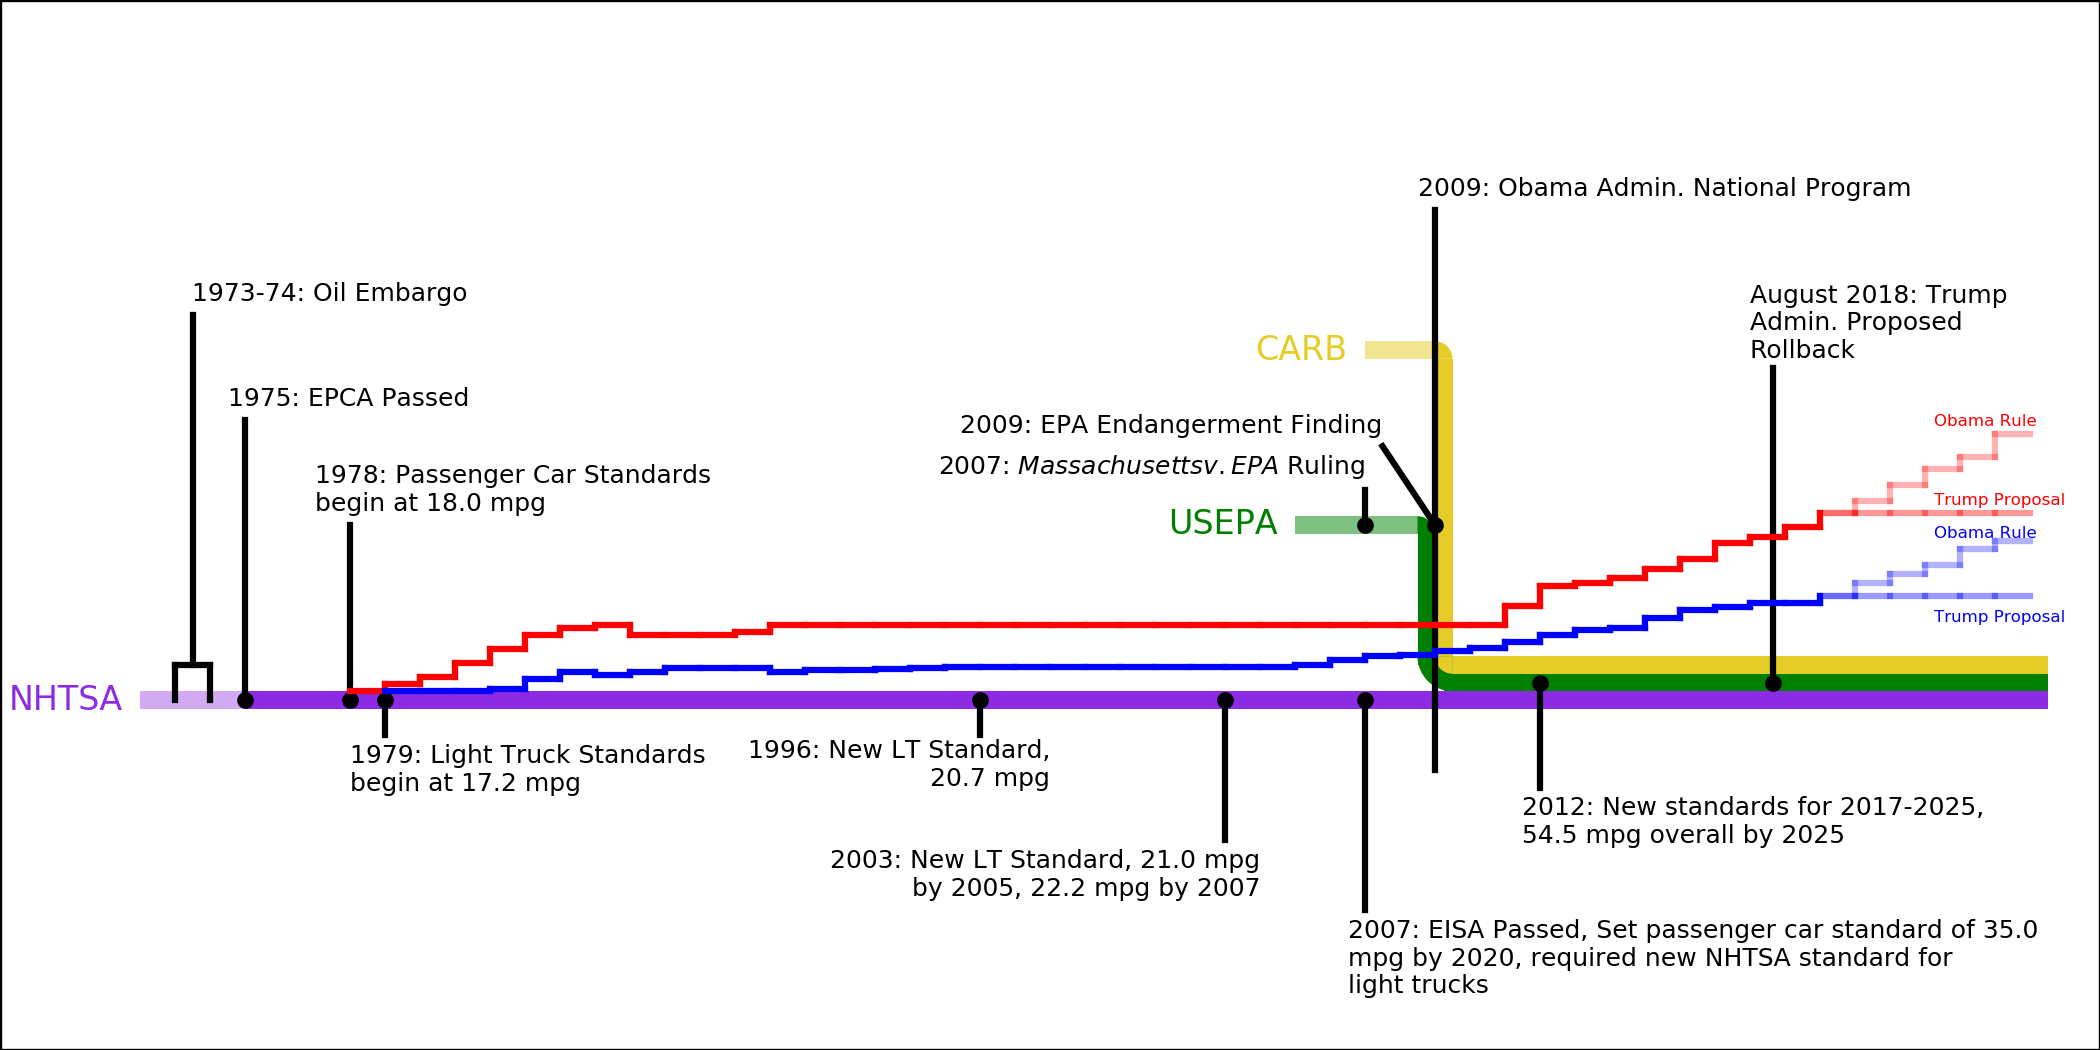 2009: Obama Admin. National Program
1973-74: Oil Embargo
August 2018: Trump
Admin. Proposed
Rollback
CARB
1975: EPCA Passed
2009: EPA Endangerment Finding
Obama Rule
2007: Massachusettsv.EPA Ruling
1978: Passenger Car Standards
begin at 18.0 mpg
Trump Proposal
USEPA
Obama Rule
Trump Proposal
NHTSA
1979: Light Truck Standards
begin at 17.2 mpg
1996: New LT Standard,
20.7 mpg
2012: New standards for 2017-2025,
54.5 mpg overall by 2025
2003: New LT Standard, 21.0 mpg
by 2005, 22.2 mpg by 2007
2007: EISA Passed, Set passenger car standard of 35.0
mpg by 2020, required new NHTSA standard for
light trucks